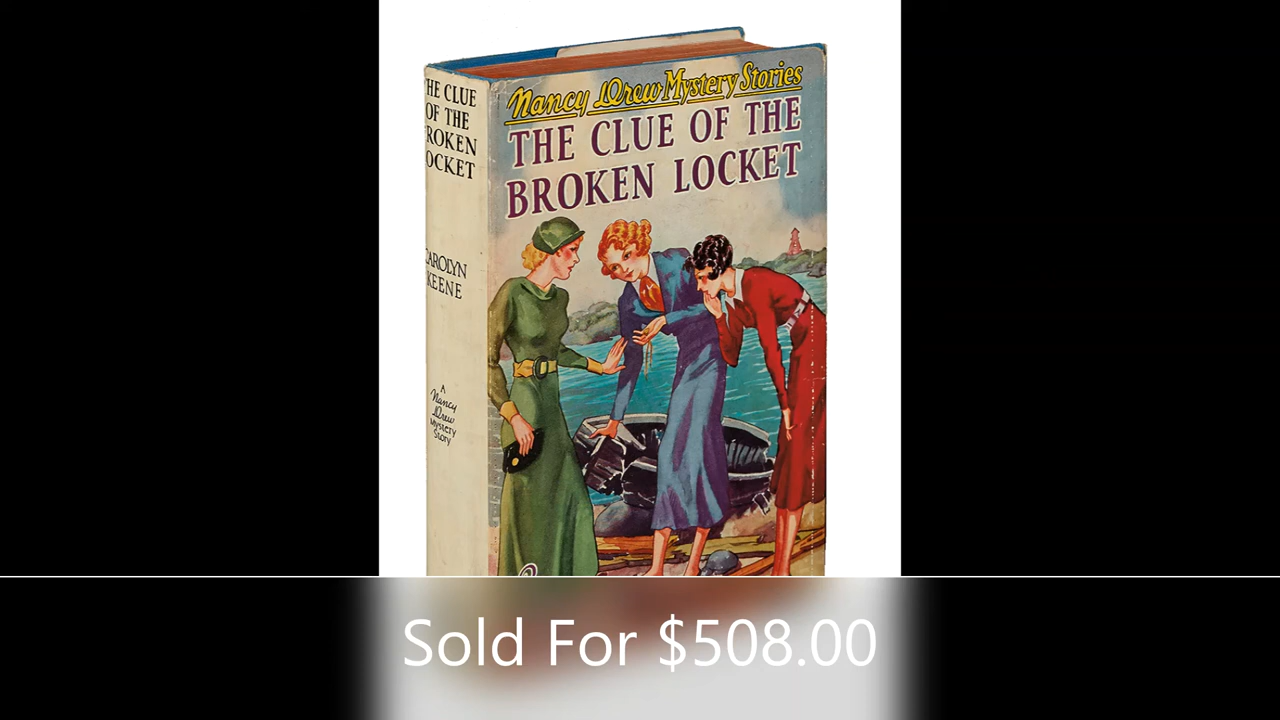 Nancy Drew Mystery Stories
THE CLUE OF THE
BROKEN LOCKET
HE CLUE
OF THE
ROKEN
OCKET
CAROLYN
KEENE
A
Nancy
Drew
Mystery
Story
Sold For $508.00